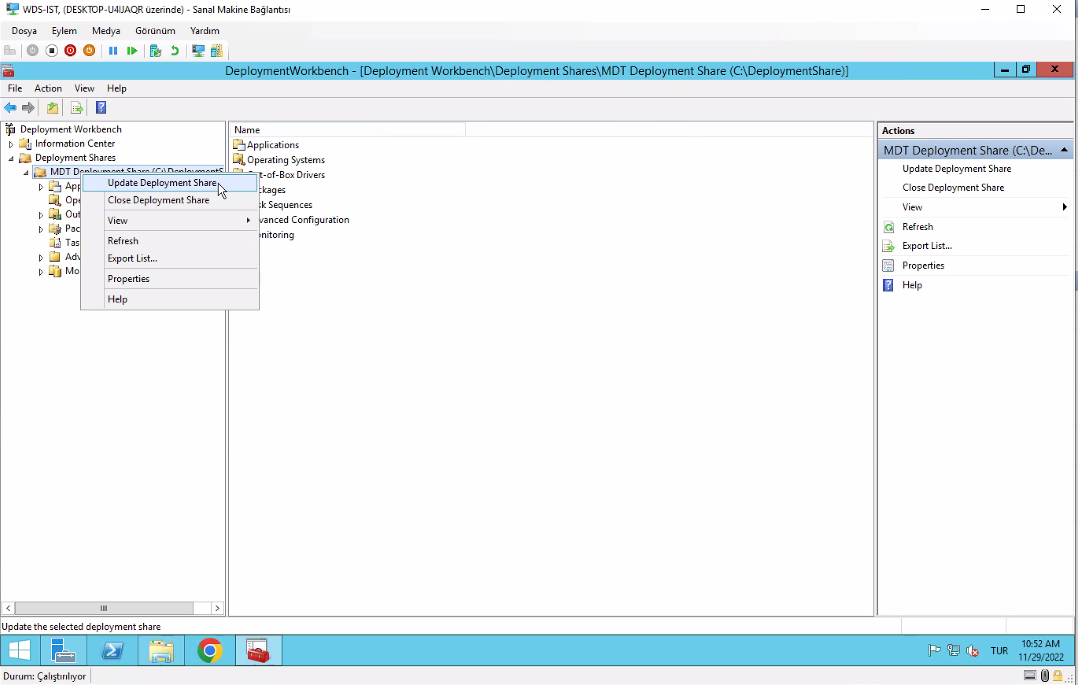 WDS-IST, (DESKTOP-U4IJAQR üzerinde) - Sanal Makine Bağlantısı
Dosya Eylem Medya Görünüm Yardım
DeploymentWorkbench - [Deployment Workbench\Deployment Shares\MDT Deployment Share (C:\DeploymentShare)]
File Action View Help
Deployment Workbench
Information Center
Deployment Shares
MDT Deployment Share (C:\DeploymentS
App
Ope
Out
Pac
Tas
Adv
Mo
Update Deployment Share
Close Deployment Share
View
Refresh
Export List...
Properties
Help
Name
Applications
Operating Systems
ut-of-Box Drivers
ckages
sk Sequences
vanced Configuration
nitoring
Actions
MDT Deployment Share (C:\De...
Update Deployment Share
Close Deployment Share
View
Refresh
Export List...
Properties
Help
Update the selected deployment share
TUR
10:52 AM
11/29/2022
Durum: Çalıştırılıyor